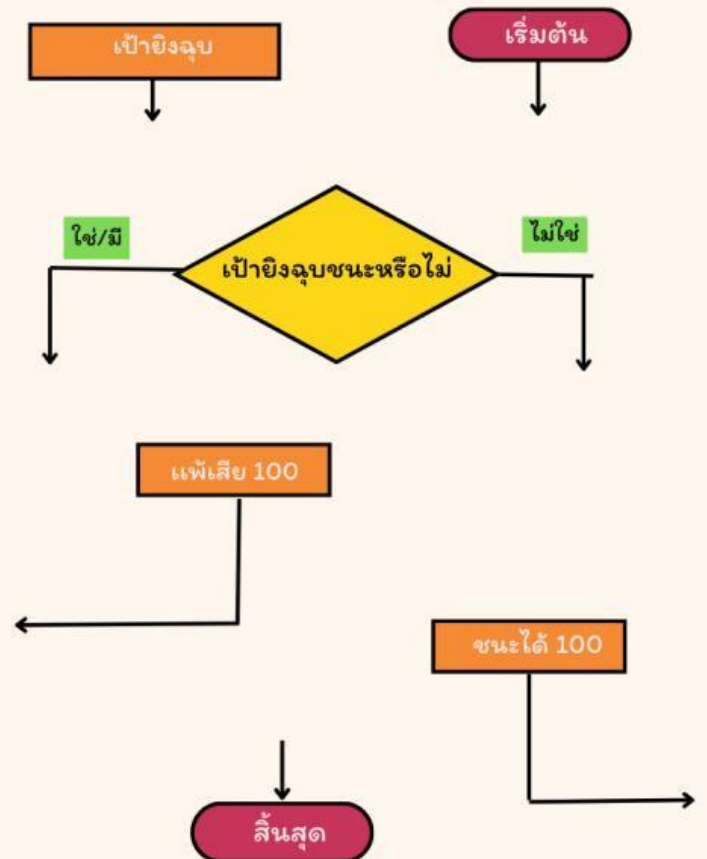 เป้ายิงฉุบ
เริ่มต้น
ใช่/มี
ไม่ใช่
เป้ายิงฉุบชนะหรือไม่
แพ้เสีย 100
ชนะได้ 100
สิ้นสุด